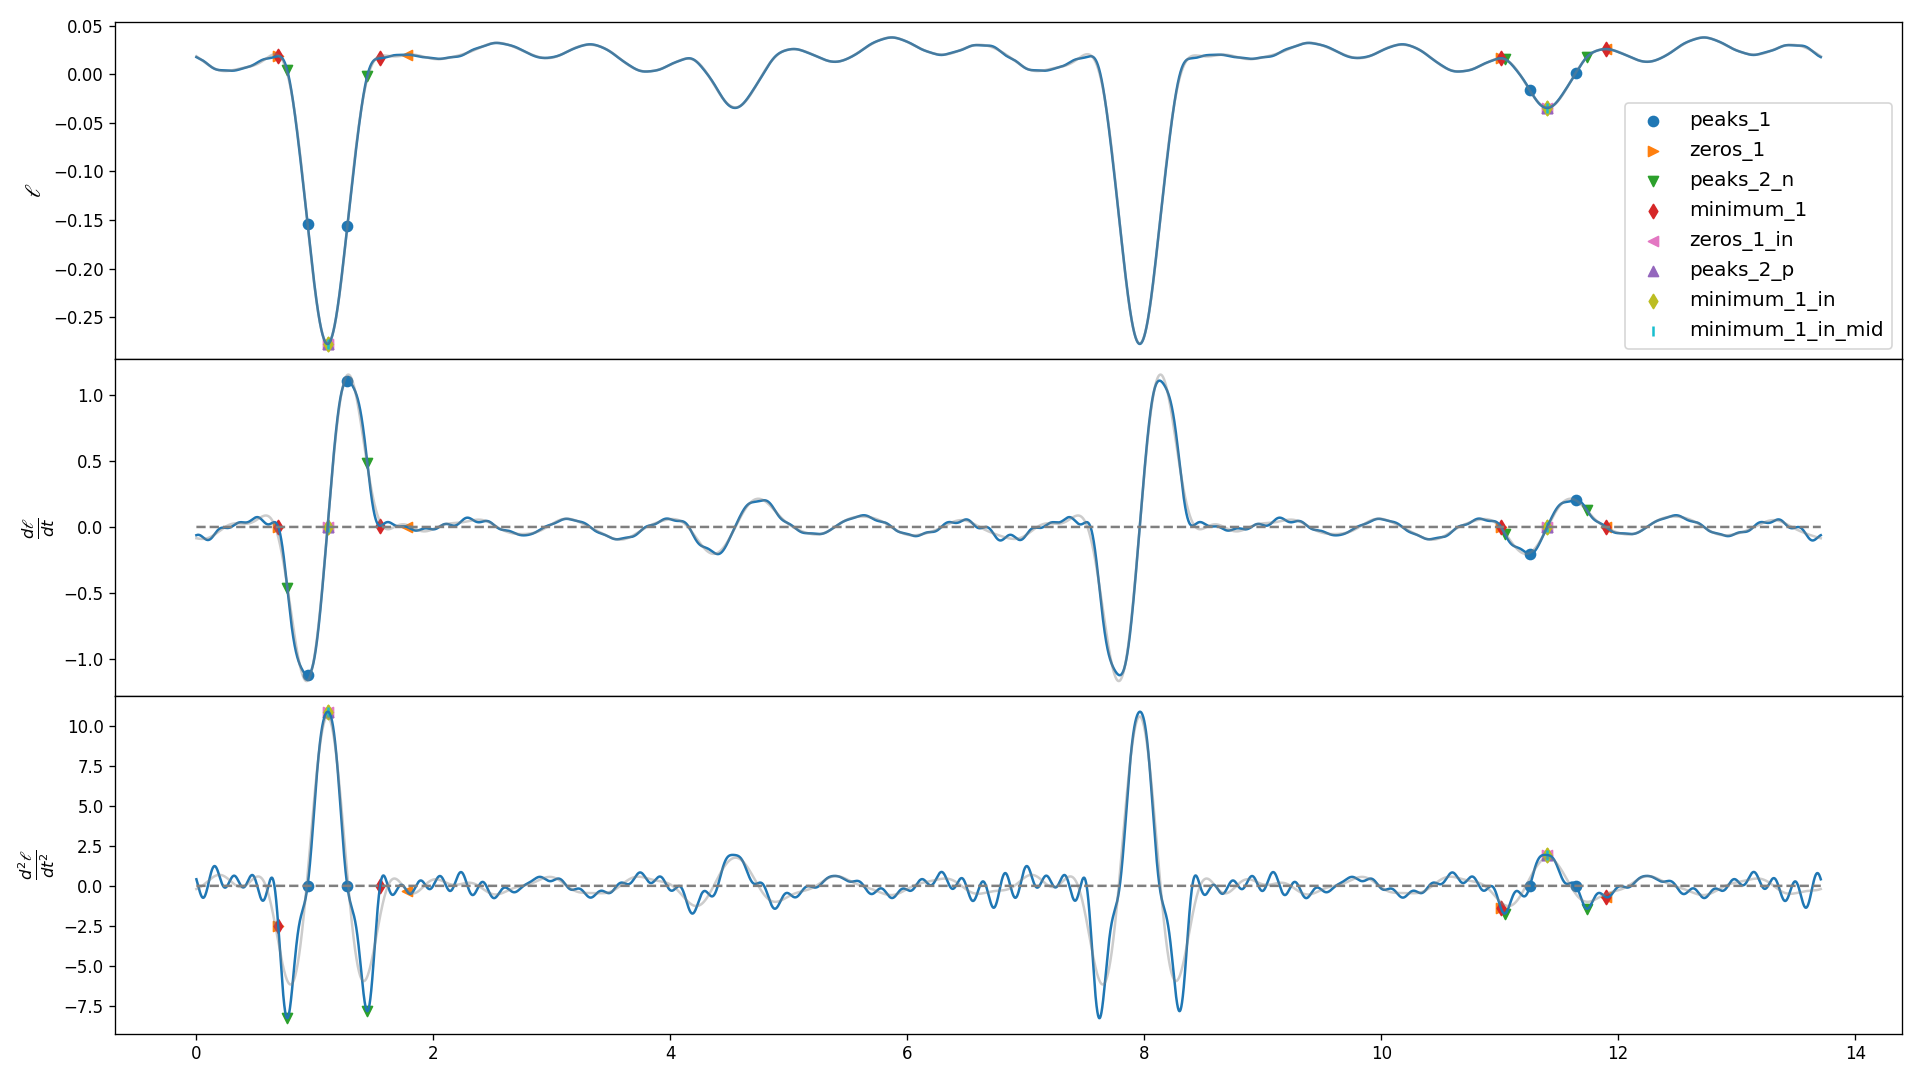 0.05
0.00
−0.05
−0.10
−0.15
−0.20
−0.25
ℓ
peaks_1
zeros_1
peaks_2_n
minimum_1
zeros_1_in
peaks_2_p
minimum_1_in
minimum_1_in_mid
1.0
0.5
0.0
−0.5
−1.0
dℓ/dt
10.0
7.5
5.0
2.5
0.0
−2.5
−5.0
−7.5
d²ℓ/dt²
0 2 4 6 8 10 12 14